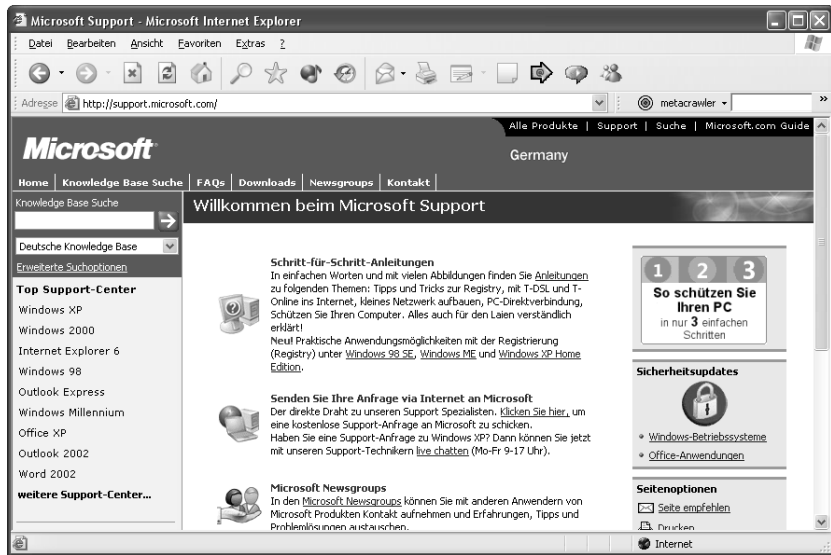 Microsoft Support - Microsoft Internet Explorer
Datei Bearbeiten Ansicht Favoriten Extras ?
Adresse http://support.microsoft.com/ metacrawler »
Alle Produkte | Support | Suche | Microsoft.com Guide
Microsoft
Germany
Home | Knowledge Base Suche | FAQs | Downloads | Newsgroups | Kontakt |
Knowledge Base Suche
Deutsche Knowledge Base
Erweiterte Suchoptionen
Top Support-Center
Windows XP
Windows 2000
Internet Explorer 6
Windows 98
Outlook Express
Windows Millennium
Office XP
Outlook 2002
Word 2002
weitere Support-Center...
Willkommen beim Microsoft Support
Schritt-für-Schritt-Anleitungen
In einfachen Worten und mit vielen Abbildungen finden Sie Anleitungen
zu folgenden Themen: Tipps und Tricks zur Registry, mit T-DSL und T-
Online ins Internet, kleines Netzwerk aufbauen, PC-Direktverbindung,
Schützen Sie Ihren Computer. Alles auch für den Laien verständlich
erklärt!
Neu! Praktische Anwendungsmöglichkeiten mit der Registrierung
(Registry) unter Windows 98 SE, Windows ME und Windows XP Home
Edition.
Senden Sie Ihre Anfrage via Internet an Microsoft
Der direkte Draht zu unseren Support Spezialisten. Klicken Sie hier, um
eine kostenlose Support-Anfrage an Microsoft zu schicken.
Haben Sie eine Support-Anfrage zu Windows XP? Dann können Sie jetzt
mit unseren Support-Technikern live chatten (Mo-Fr 9-17 Uhr).
Microsoft Newsgroups
In den Microsoft Newsgroups können Sie mit anderen Anwendern von
Microsoft Produkten Kontakt aufnehmen und Erfahrungen, Tipps und
Problemlösungen austauschen.
1 2 3
So schützen Sie
Ihren PC
in nur 3 einfachen
Schritten
Sicherheitsupdates
Windows-Betriebssysteme
Office-Anwendungen
Seitenoptionen
Seite empfehlen
Drucken
Internet